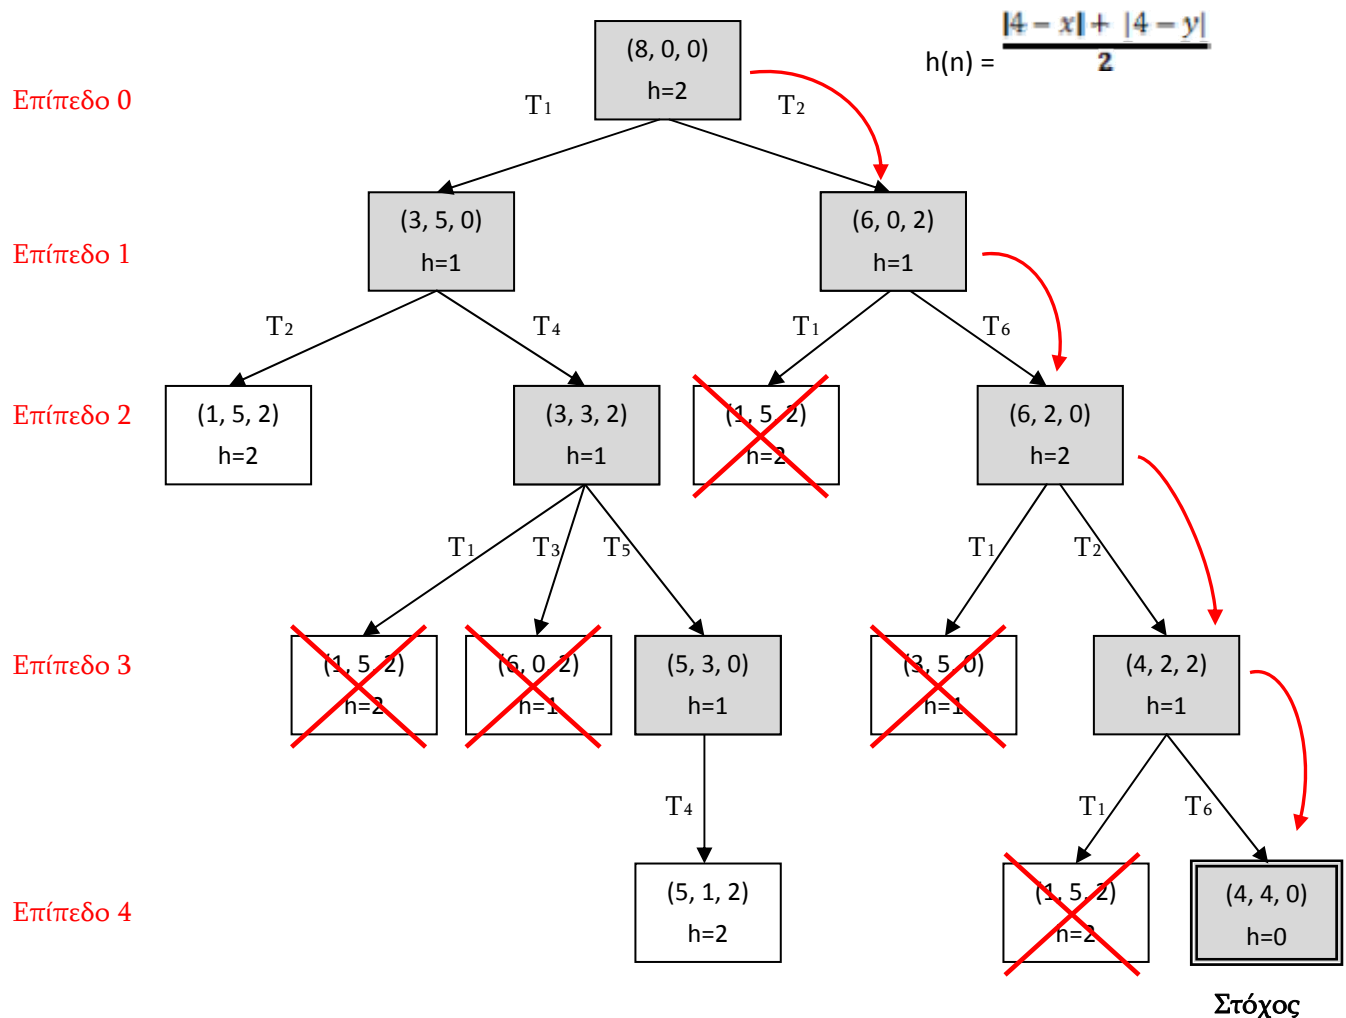 |4 − x| + |4 − y|
h(n) =
2
(8, 0, 0)
h=2
Επίπεδο 0
T1
T2
(3, 5, 0)
h=1
(6, 0, 2)
h=1
Επίπεδο 1
T2
T4
T1
T6
Επίπεδο 2
(1, 5, 2)
h=2
(3, 3, 2)
h=1
(1, 5, 2)
h=2
(6, 2, 0)
h=2
T1
T3
T5
T1
T2
Επίπεδο 3
(1, 5, 2)
h=2
(6, 0, 2)
h=1
(5, 3, 0)
h=1
(3, 5, 0)
h=1
(4, 2, 2)
h=1
T4
T1
T6
Επίπεδο 4
(5, 1, 2)
h=2
(1, 5, 2)
h=2
(4, 4, 0)
h=0
Στόχος